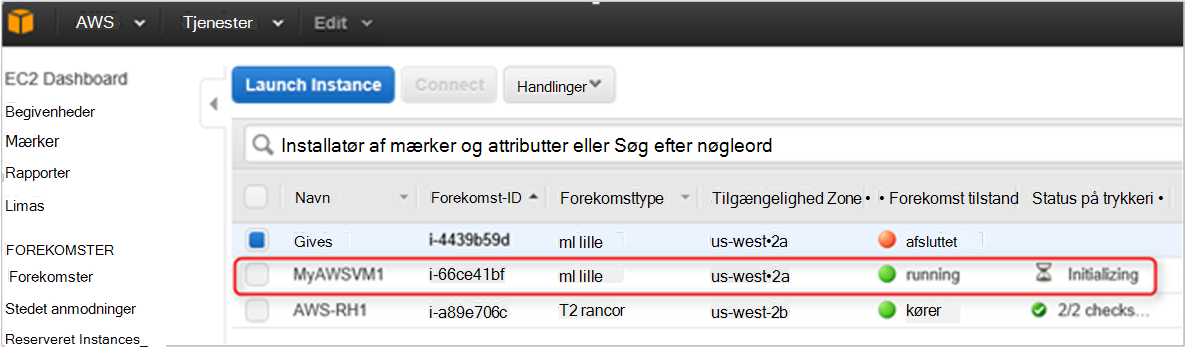 AWS Tjenester Edit
EC2 Dashboard
Begivenheder
Mærker
Rapporter
Limas
FOREKOMSTER
Forekomster
Stedet anmodninger
Reserveret Instances_
Launch Instance Connect Handlinger
Installatør af mærker og attributter eller Søg efter nøgleord
Navn Forekomst-ID Forekomsttype Tilgængelighed Zone • • Forekomst tilstand Status på trykkeri •
Gives i-4439b59d ml lille us-west•2a afsluttet
MyAWSVM1 i-66ce41bf ml lille us-west•2a running Initializing
AWS-RH1 i-a89e706c T2 rancor us-west-2b kører 2/2 checks...